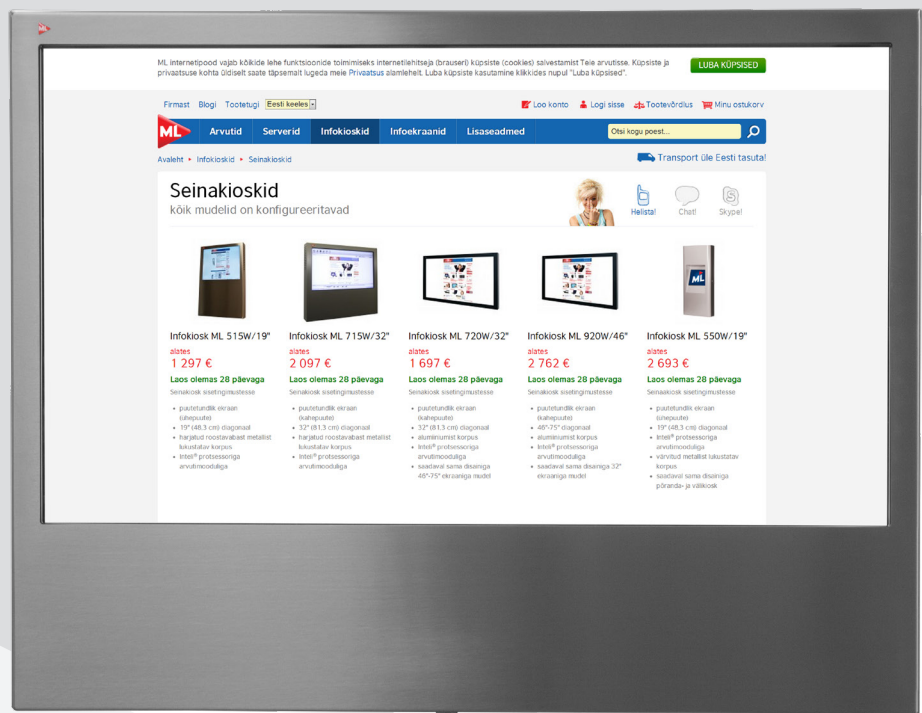 ML
ML internetipood vajab kõikide lehe funktsioonide toimimiseks internetilehitseja (brauseri) küpsiste (cookies) salvestamist Teie arvutisse. Küpsiste ja
privaatsuse kohta üldiselt saate täpsemalt lugeda meie Privaatsus alamlehelt. Luba küpsiste kasutamine klikkides nupul "Luba küpsised".
LUBA KÜPSISED
Firmast Blogi Tootetugi Eesti keeles
Loo konto Logi sisse Tootevõrdlus Minu ostukorv
ML Arvutid Serverid Infokioskid Infoekraanid Lisaseadmed Otsi kogu poest...
Avaleht Infokioskid Seinakioskid
Transport üle Eesti tasuta!
Seinakioskid
kõik mudelid on konfigureeritavad
Helista! Chat! Skype!
ML
Infokiosk ML 515W/19"
alates
1 297 €
Laos olemas 28 päevaga
Seinakiosk sisetingimustesse
puutetundlik ekraan
(ühepuute)
19" (48.3 cm) diagonaal
harjatud roostavabast metallist
lukustatav korpus
Inteli® protsessoriga
arvutimooduliga
Infokiosk ML 715W/32"
alates
2 097 €
Laos olemas 28 päevaga
Seinakiosk sisetingimustesse
puutetundlik ekraan
(kahepuute)
32" (81.3 cm) diagonaal
harjatud roostavabast metallist
lukustatav korpus
Inteli® protsessoriga
arvutimooduliga
Infokiosk ML 720W/32"
alates
1 697 €
Laos olemas 28 päevaga
Seinakiosk sisetingimustesse
puutetundlik ekraan
(kahepuute)
32" (81.3 cm) diagonaal
alumiiniumist korpus
Inteli® protsessoriga
arvutimooduliga
saadaval sama disainiga
46"-75" ekraaniga mudel
Infokiosk ML 920W/46"
alates
2 762 €
Laos olemas 28 päevaga
Seinakiosk sisetingimustesse
puutetundlik ekraan
(kahepuute)
46"-75" diagonaal
alumiiniumist korpus
Inteli® protsessoriga
arvutimooduliga
saadaval sama disainiga 32"
ekraaniga mudel
Infokiosk ML 550W/19"
alates
2 693 €
Laos olemas 28 päevaga
Seinakiosk sisetingimustesse
puutetundlik ekraan
(ühepuute)
19" (48.3 cm) diagonaal
Inteli® protsessoriga
arvutimooduliga
värvitud metallist lukustatav
korpus
saadaval sama disainiga
põranda- ja välikiosk